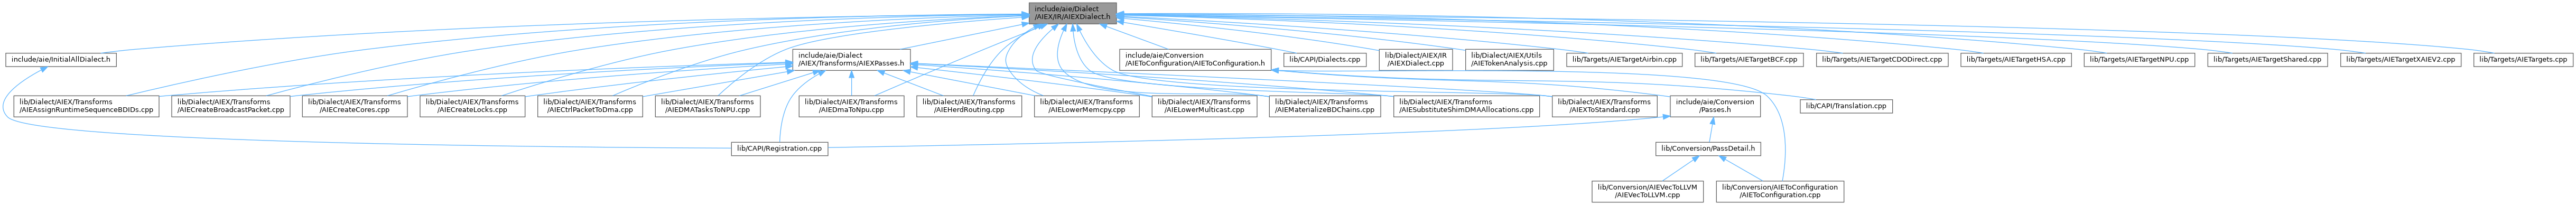 include/aie/Dialect
/AIEX/IR/AIEXDialect.h
include/aie/InitialAllDialect.h
include/aie/Dialect
/AIEX/Transforms/AIEXPasses.h
include/aie/Conversion
/AIEToConfiguration/AIEToConfiguration.h
lib/CAPI/Dialects.cpp
lib/Dialect/AIEX/IR
/AIEXDialect.cpp
lib/Dialect/AIEX/Utils
/AIETokenAnalysis.cpp
lib/Targets/AIETargetAirbin.cpp
lib/Targets/AIETargetBCF.cpp
lib/Targets/AIETargetCDODirect.cpp
lib/Targets/AIETargetHSA.cpp
lib/Targets/AIETargetNPU.cpp
lib/Targets/AIETargetShared.cpp
lib/Targets/AIETargetXAIEV2.cpp
lib/Targets/AIETargets.cpp
lib/Dialect/AIEX/Transforms
/AIEAssignRuntimeSequenceBDIDs.cpp
lib/Dialect/AIEX/Transforms
/AIECreateBroadcastPacket.cpp
lib/Dialect/AIEX/Transforms
/AIECreateCores.cpp
lib/Dialect/AIEX/Transforms
/AIECreateLocks.cpp
lib/Dialect/AIEX/Transforms
/AIECtrlPacketToDma.cpp
lib/Dialect/AIEX/Transforms
/AIEDMATasksToNPU.cpp
lib/Dialect/AIEX/Transforms
/AIEDmaToNpu.cpp
lib/Dialect/AIEX/Transforms
/AIEHerdRouting.cpp
lib/Dialect/AIEX/Transforms
/AIELowerMemcpy.cpp
lib/Dialect/AIEX/Transforms
/AIELowerMulticast.cpp
lib/Dialect/AIEX/Transforms
/AIEMaterializeBDChains.cpp
lib/Dialect/AIEX/Transforms
/AIESubstituteShimDMAAllocations.cpp
lib/Dialect/AIEX/Transforms
/AIEXToStandard.cpp
include/aie/Conversion
/Passes.h
lib/CAPI/Translation.cpp
lib/CAPI/Registration.cpp
lib/Conversion/PassDetail.h
lib/Conversion/AIEVecToLLVM
/AIEVecToLLVM.cpp
lib/Conversion/AIEToConfiguration
/AIEToConfiguration.cpp